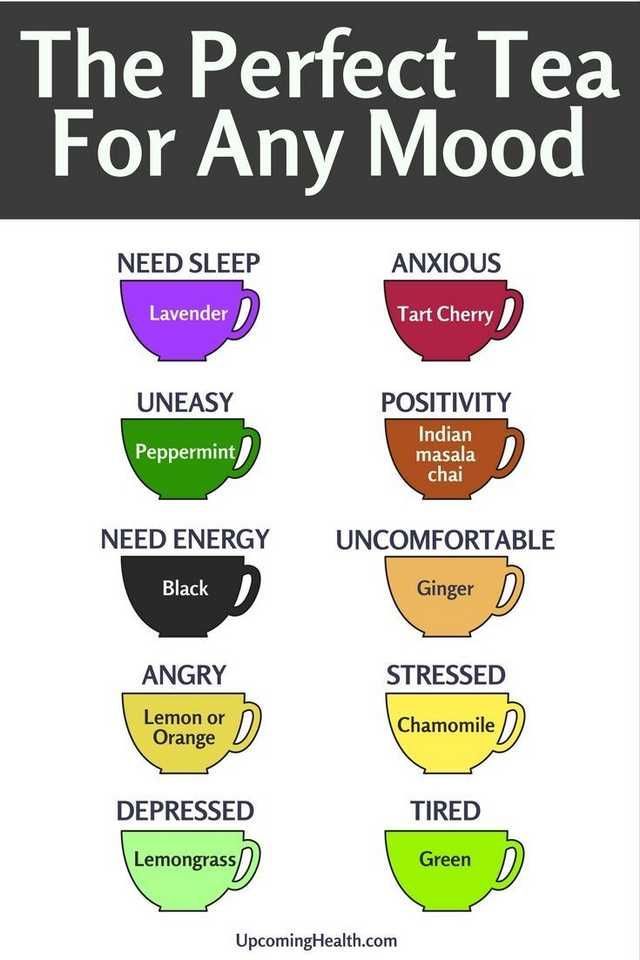 The Perfect Tea
For Any Mood
NEED SLEEP
Lavender
ANXIOUS
Tart Cherry
UNEASY
Peppermint
POSITIVITY
Indian
masala
chai
NEED ENERGY
Black
UNCOMFORTABLE
Ginger
ANGRY
Lemon or
Orange
STRESSED
Chamomile
DEPRESSED
Lemongrass
TIRED
Green
UpcomingHealth.com